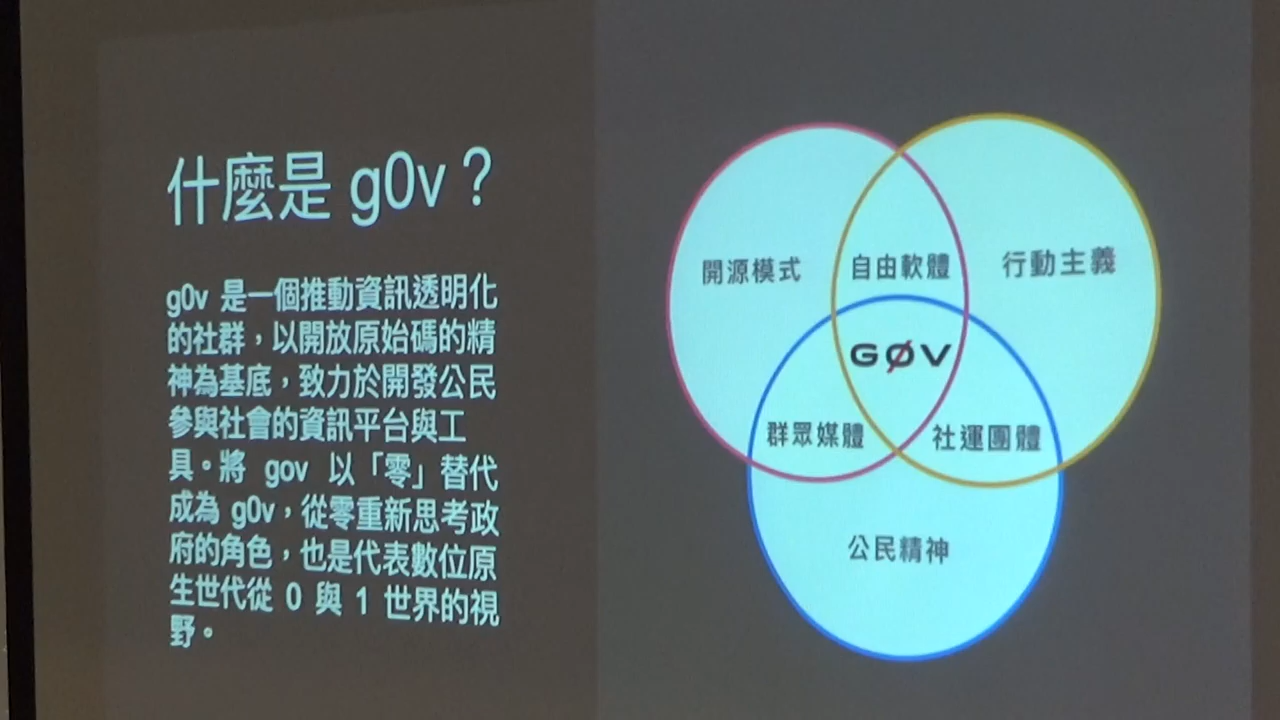 什麼是 g0v？
g0v 是一個推動資訊透明化
的社群，以開放原始碼的精
神為基底，致力於開發公民
參與社會的資訊平台與工
具。將 gov 以「零」替代
成為 g0v，從零重新思考政
府的角色，也是代表數位原
生世代從 0 與 1 世界的視
野。
開源模式
自由軟體
行動主義
GØV
群眾媒體
社運團體
公民精神